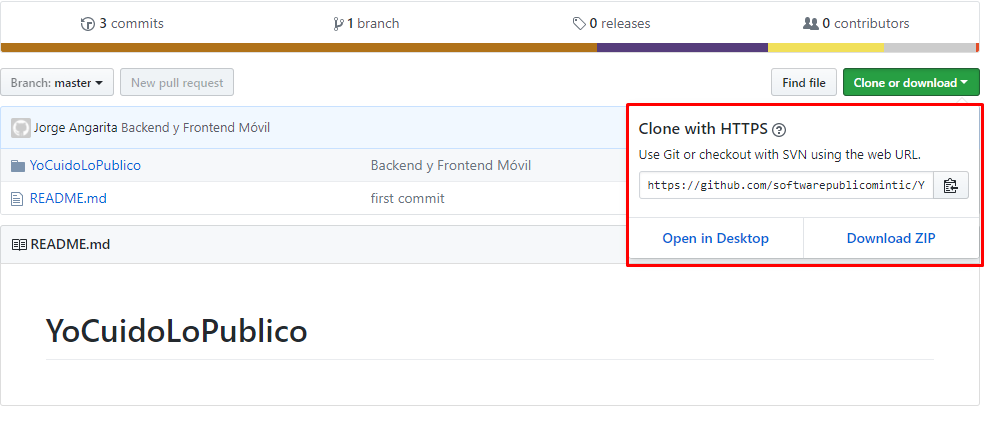 3 commits 1 branch 0 releases 0 contributors
Branch: master New pull request Find file Clone or download
Jorge Angarita Backend y Frontend Móvil
Clone with HTTPS
Use Git or checkout with SVN using the web URL.
https://github.com/softwarepublicomintic/Y
Open in Desktop Download ZIP
YoCuidoLoPublico Backend y Frontend Móvil
README.md first commit
README.md
YoCuidoLoPublico